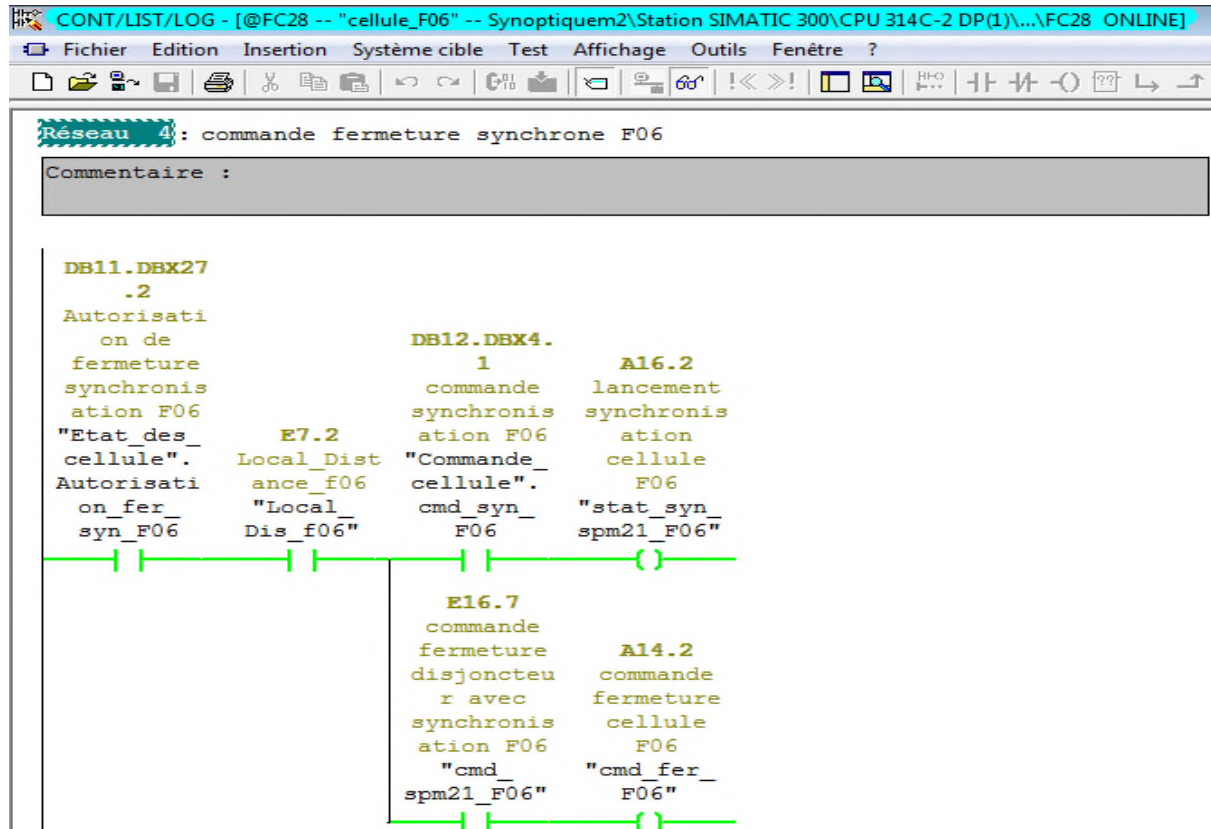 CONT/LIST/LOG - [@FC28 -- "cellule_F06" -- Synoptiquem2\Station SIMATIC 300\CPU 314C-2 DP(1)\...\FC28 ONLINE]
Fichier Edition Insertion Système cible Test Affichage Outils Fenêtre ?
Réseau 4 : commande fermeture synchrone F06
Commentaire :
DB11.DBX27
.2
Autorisati
on de
fermeture
synchronis
ation F06
"Etat_des_
cellule".
Autorisati
on_fer_
syn_F06
E7.2
Local_Dist
ance_f06
"Local_
Dis_f06"
DB12.DBX4.
1
commande
synchronis
ation F06
"Commande_
cellule".
cmd_syn_
F06
A16.2
lancement
synchronis
ation
cellule
F06
"stat_syn_
spm21_F06"
E16.7
commande
fermeture
disjoncteu
r avec
synchronis
ation F06
"cmd_
spm21_F06"
A14.2
commande
fermeture
cellule
F06
"cmd_fer_
F06"